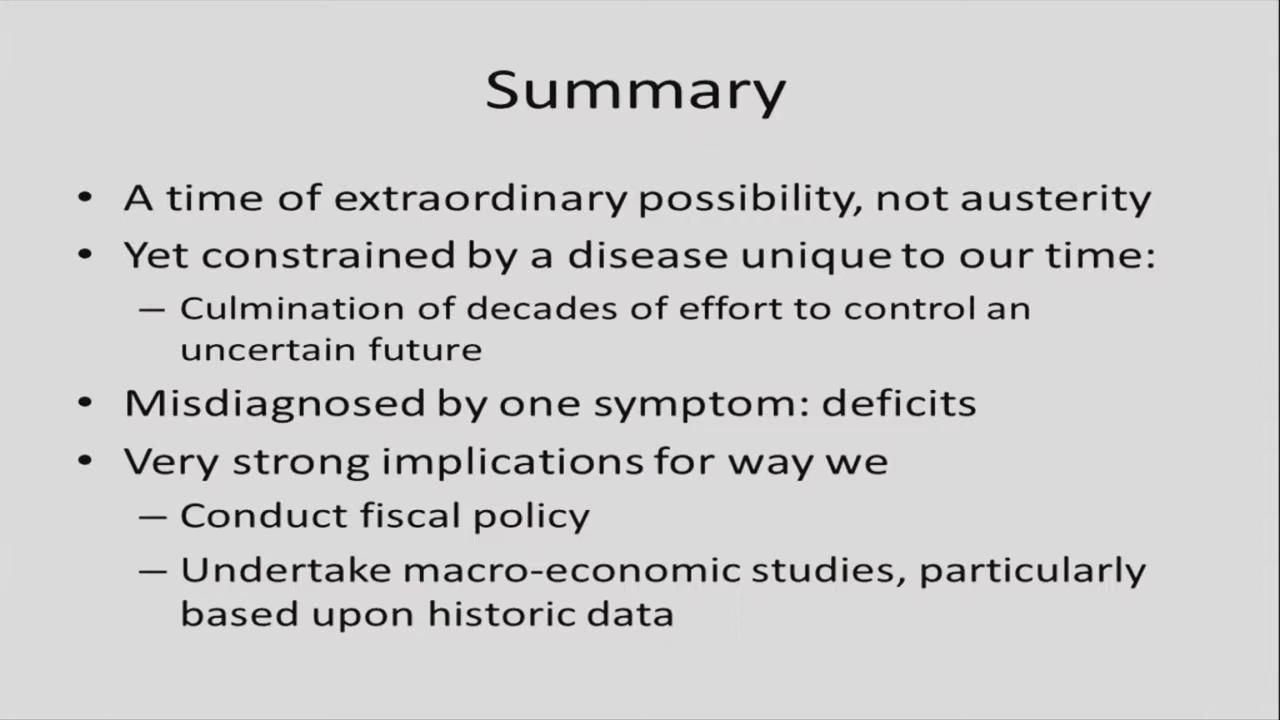 Summary
• A time of extraordinary possibility, not austerity
• Yet constrained by a disease unique to our time:
– Culmination of decades of effort to control an
uncertain future
• Misdiagnosed by one symptom: deficits
• Very strong implications for way we
– Conduct fiscal policy
– Undertake macro-economic studies, particularly
based upon historic data